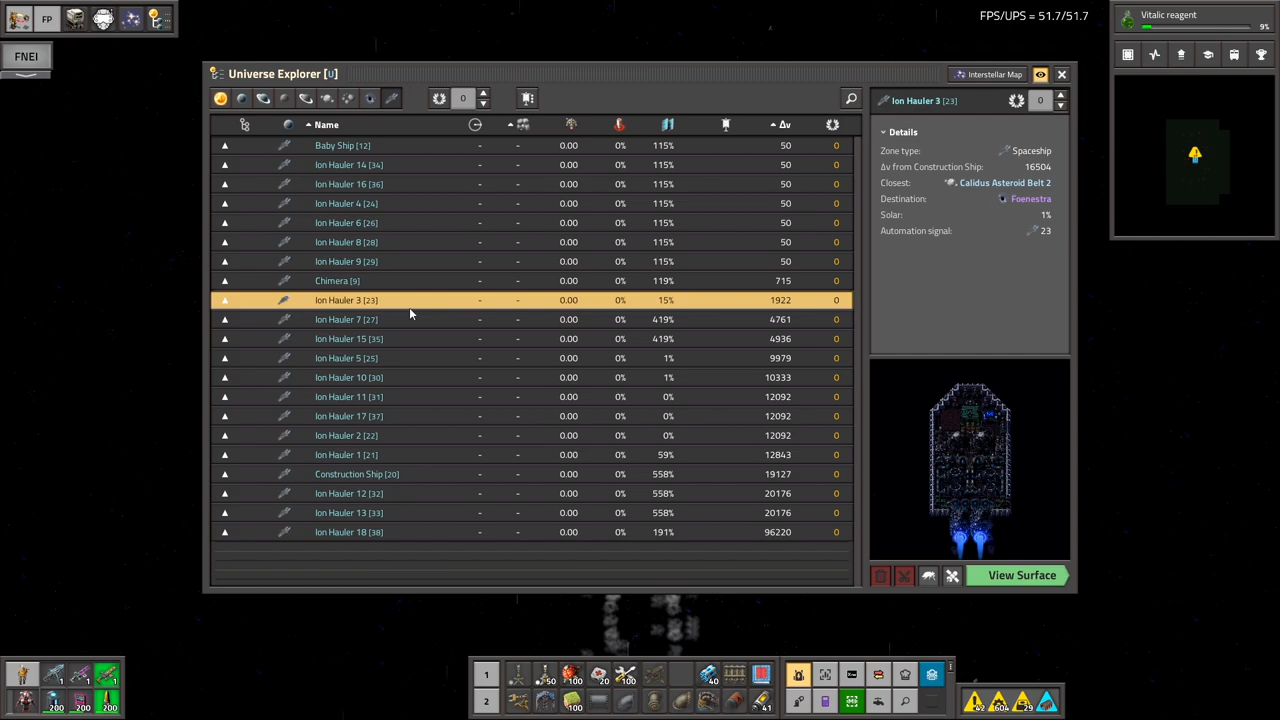 FP
FPS/UPS = 51.7/51.7
Vitalic reagent
9%
FNEI
Universe Explorer [U]
Interstellar Map
0
Ion Hauler 3 [23]
0
Name
Δv
Baby Ship [12] - - 0.00 0% 115% 50 0
Ion Hauler 14 [34] - - 0.00 0% 115% 50 0
Ion Hauler 16 [36] - - 0.00 0% 115% 50 0
Ion Hauler 4 [24] - - 0.00 0% 115% 50 0
Ion Hauler 6 [26] - - 0.00 0% 115% 50 0
Ion Hauler 8 [28] - - 0.00 0% 115% 50 0
Ion Hauler 9 [29] - - 0.00 0% 115% 50 0
Chimera [9] - - 0.00 0% 119% 715 0
Ion Hauler 3 [23] - - 0.00 0% 15% 1922 0
Ion Hauler 7 [27] - - 0.00 0% 419% 4761 0
Ion Hauler 15 [35] - - 0.00 0% 419% 4936 0
Ion Hauler 5 [25] - - 0.00 0% 1% 9979 0
Ion Hauler 10 [30] - - 0.00 0% 1% 10333 0
Ion Hauler 11 [31] - - 0.00 0% 0% 12092 0
Ion Hauler 17 [37] - - 0.00 0% 0% 12092 0
Ion Hauler 2 [22] - - 0.00 0% 0% 12092 0
Ion Hauler 1 [21] - - 0.00 0% 59% 12843 0
Construction Ship [20] - - 0.00 0% 558% 19127 0
Ion Hauler 12 [32] - - 0.00 0% 558% 20176 0
Ion Hauler 13 [33] - - 0.00 0% 558% 20176 0
Ion Hauler 18 [38] - - 0.00 0% 191% 96220 0
Details
Zone type: Spaceship
Δv from Construction Ship: 16504
Closest: Calidus Asteroid Belt 2
Destination: Foenestra
Solar: 1%
Automation signal: 23
View Surface
1 1 1
200 200 200
1 50 100 20 100 40
2 100 41
42 604 29